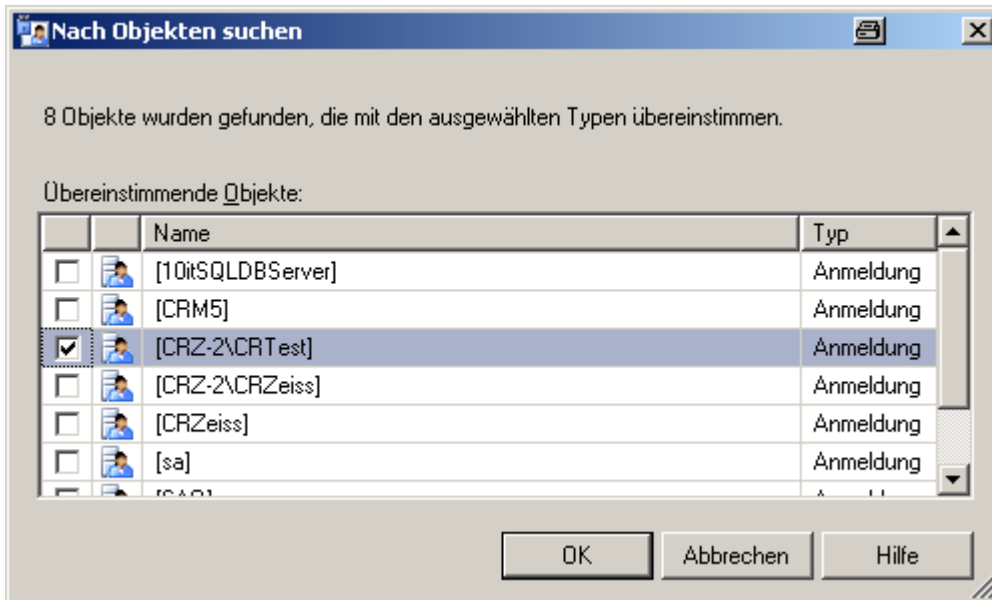 Nach Objekten suchen
8 Objekte wurden gefunden, die mit den ausgewählten Typen übereinstimmen.
Übereinstimmende Objekte:
Name Typ
[10itSQLDBServer] Anmeldung
[CRM5] Anmeldung
[CRZ-2\CRTest] Anmeldung
[CRZ-2\CRZeiss] Anmeldung
[CRZeiss] Anmeldung
[sa] Anmeldung
OK Abbrechen Hilfe